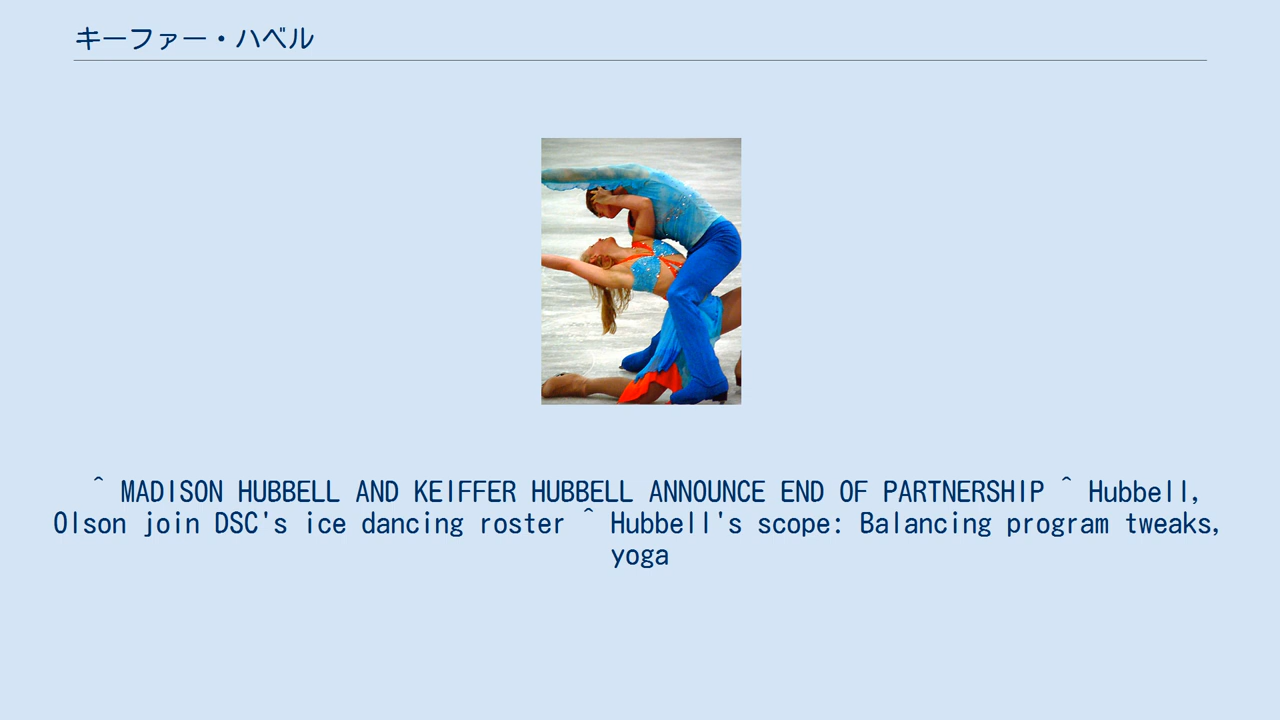 キーファー・ハベル
^ MADISON HUBBELL AND KEIFFER HUBBELL ANNOUNCE END OF PARTNERSHIP ^ Hubbell,
Olson join DSC's ice dancing roster ^ Hubbell's scope: Balancing program tweaks,
yoga